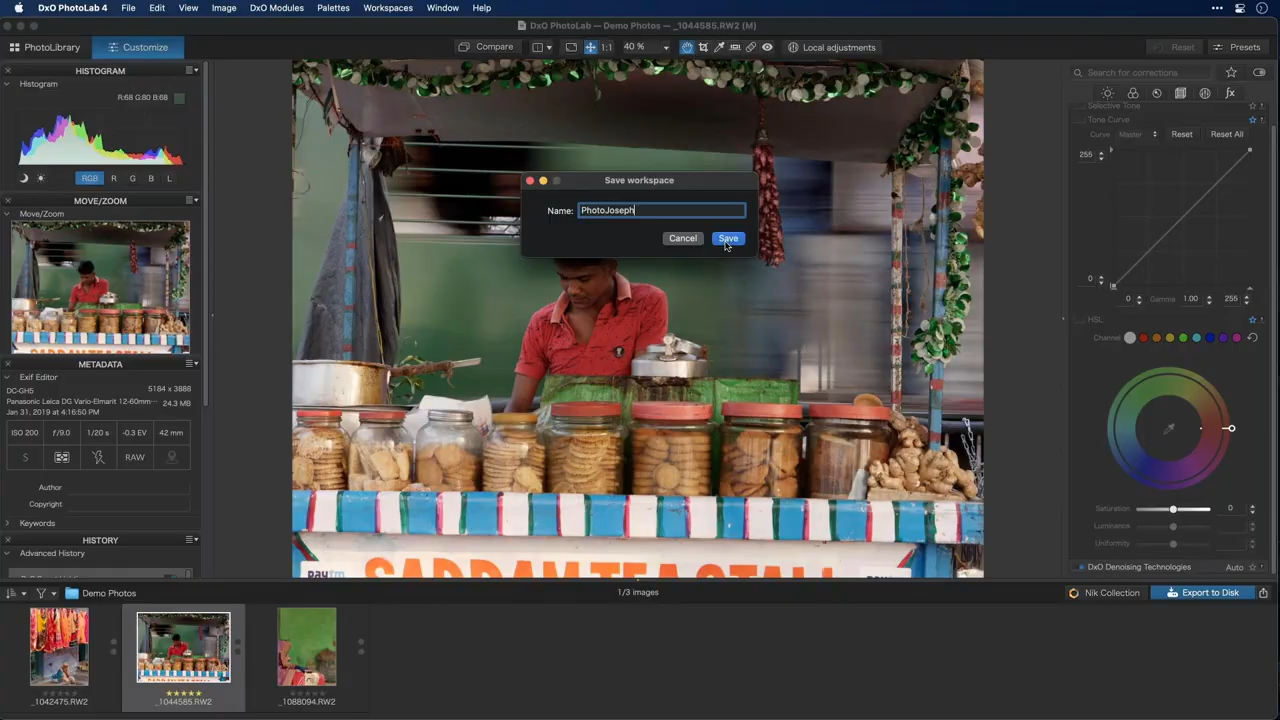 DxO PhotoLab 4 File Edit View Image DxO Modules Palettes Workspaces Window Help
DxO PhotoLab — Demo Photos — _1044585.RW2 (M)
PhotoLibrary Customize Compare 1:1 40 % Local adjustments Reset Presets
HISTOGRAM
Histogram
R:68 G:80 B:68
RGB R G B L
MOVE/ZOOM
Move/Zoom
METADATA
Exif Editor
DC-GH5 5184 x 3888
Panasonic Leica DG Vario-Elmarit 12-60mm··· 24.3 MB
Jan 31, 2019 at 4:16:50 PM
ISO 200 ƒ/9.0 1/20 s -0.3 EV 42 mm
S RAW
Author
Copyright
Keywords
HISTORY
Advanced History
Save workspace
Name: PhotoJoseph
Cancel Save
paytm SADDAM TEA STALL
Search for corrections
fx
Selective Tone
Tone Curve
Curve Master Reset Reset All
255
0
0 Gamma 1.00 255
HSL
Channel
Saturation 0
Luminance
Uniformity
DxO Denoising Technologies Auto
Demo Photos 1/3 images Nik Collection Export to Disk
_1042475.RW2 _1044585.RW2 _1088094.RW2